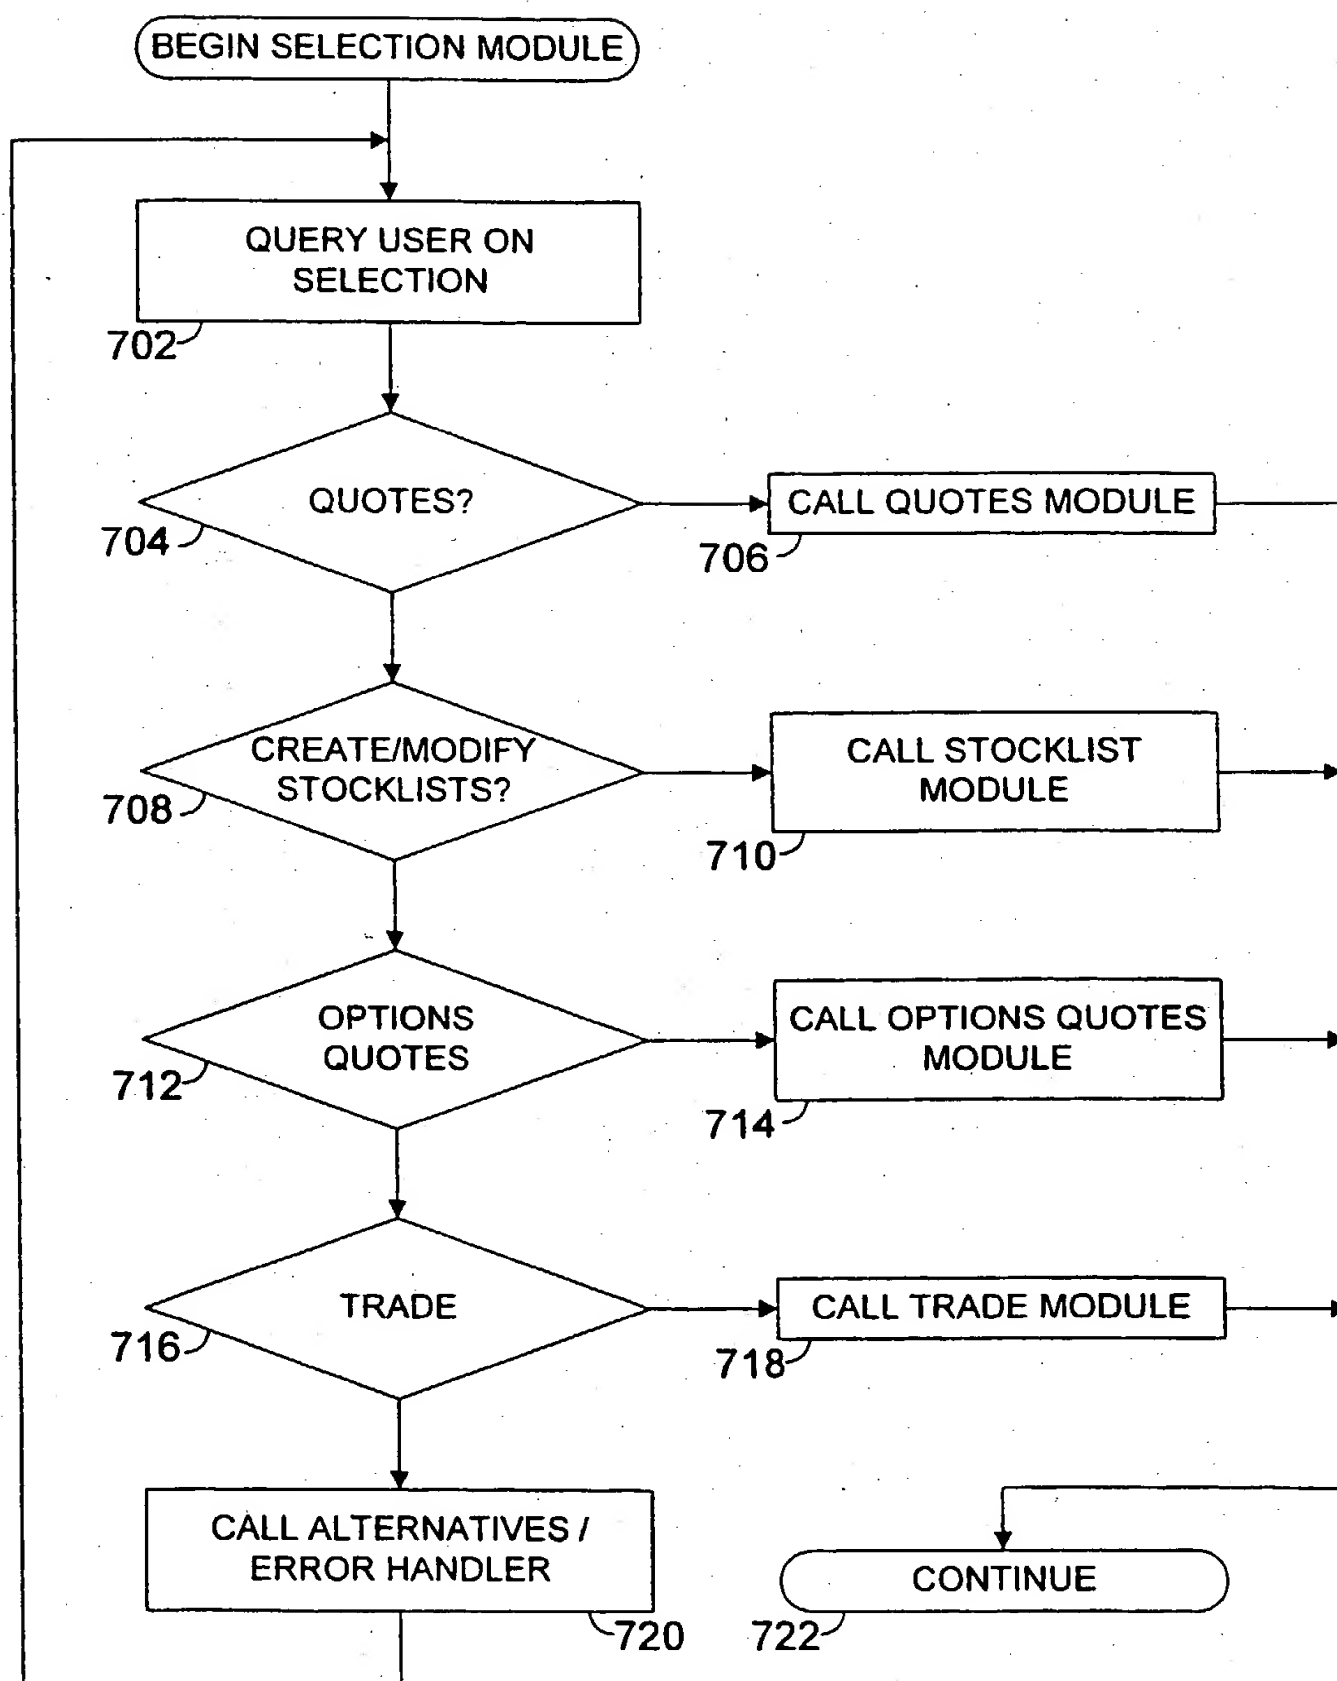 BEGIN SELECTION MODULE
QUERY USER ON
SELECTION
702
QUOTES?
704
CALL QUOTES MODULE
706
CREATE/MODIFY
STOCKLISTS?
708
CALL STOCKLIST
MODULE
710
OPTIONS
QUOTES
712
CALL OPTIONS QUOTES
MODULE
714
TRADE
716
CALL TRADE MODULE
718
CALL ALTERNATIVES /
ERROR HANDLER
720
CONTINUE
722